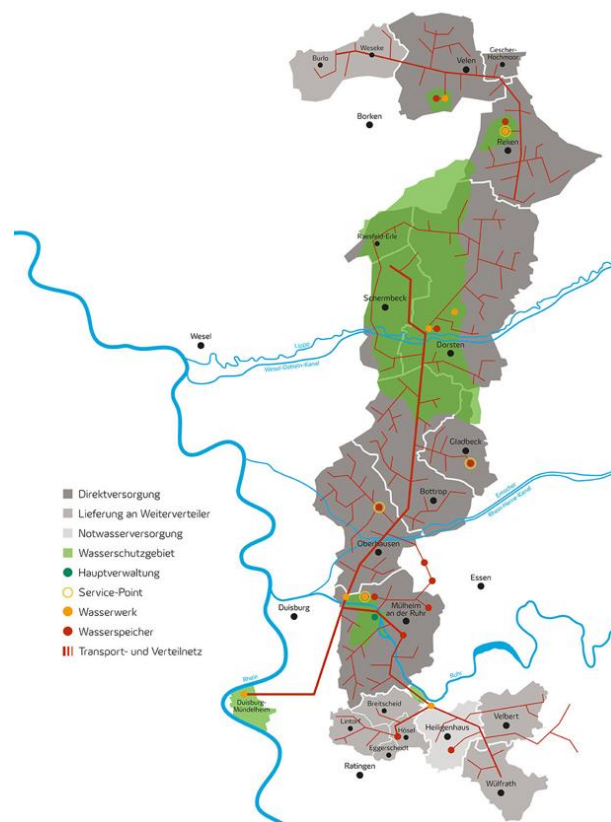 Weseke
Burlo
Velen
Gescher-
Hochmoor
Borken
Reken
Raesfeld-Erle
Schermbeck
Wesel
Lippe
Wesel-Datteln-Kanal
Dorsten
Gladbeck
Bottrop
Emscher
Rhein-Herne-Kanal
Oberhausen
Essen
Duisburg
Mülheim
an der Ruhr
Rhein
Duisburg-
Mündelheim
Ruhr
Breitscheid
Lintorf
Hösel
Eggerscheidt
Heiligenhaus
Velbert
Ratingen
Wülfrath
Direktversorgung
Lieferung an Weiterverteiler
Notwasserversorgung
Wasserschutzgebiet
Hauptverwaltung
Service-Point
Wasserwerk
Wasserspeicher
Transport- und Verteilnetz